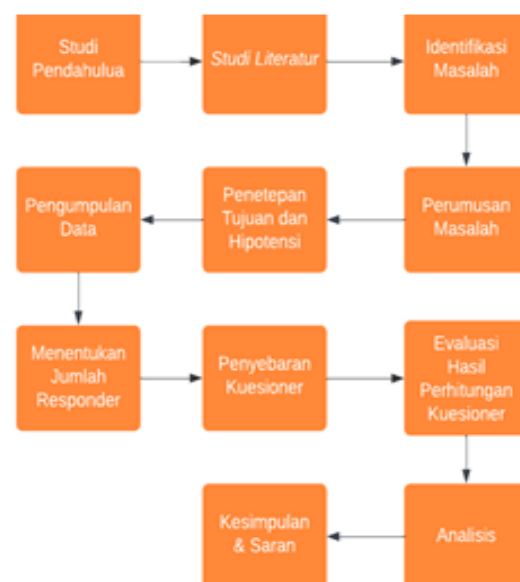 Studi
Pendahulua
Studi Literatur
Identifikasi
Masalah
Perumusan
Masalah
Penetepan
Tujuan dan
Hipotensi
Pengumpulan
Data
Menentukan
Jumlah
Responder
Penyebaran
Kuesioner
Evaluasi
Hasil
Perhitungan
Kuesioner
Analisis
Kesimpulan
& Saran